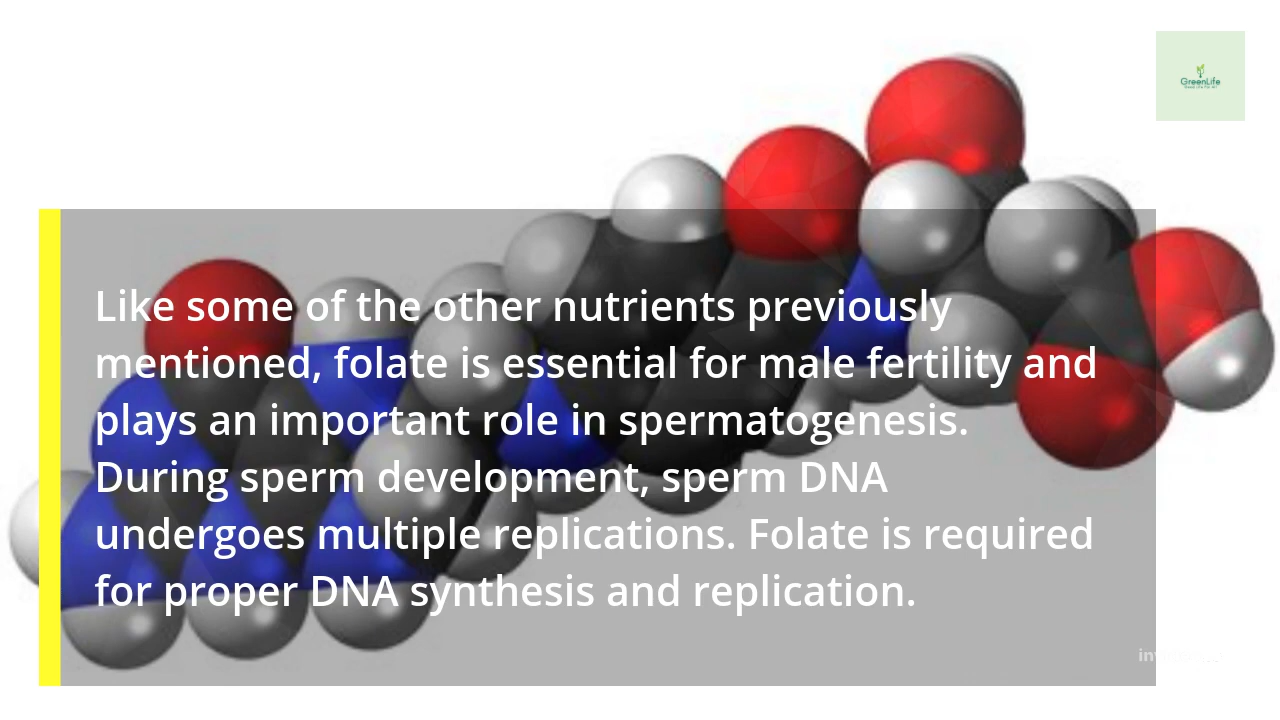 GreenLife
Like some of the other nutrients previously
mentioned, folate is essential for male fertility and
plays an important role in spermatogenesis.
During sperm development, sperm DNA
undergoes multiple replications. Folate is required
for proper DNA synthesis and replication.